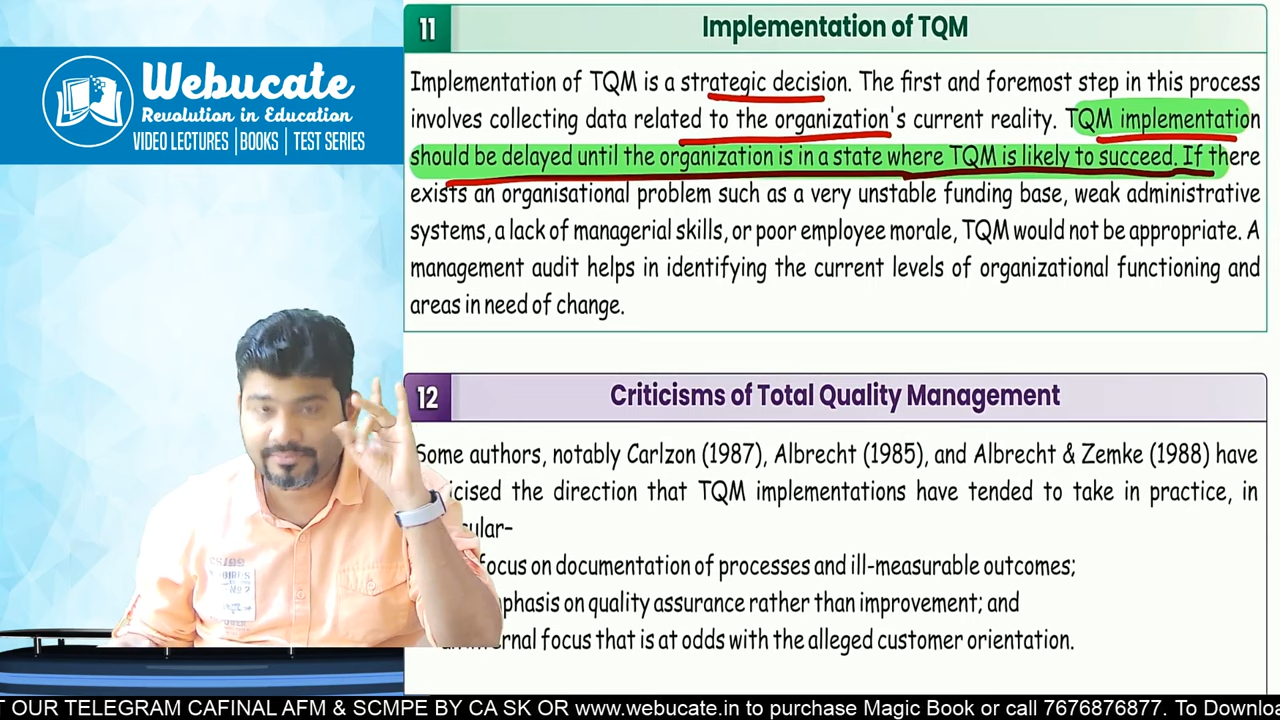 Webucate
Revolution in Education
VIDEO LECTURES | BOOKS | TEST SERIES
11 Implementation of TQM
Implementation of TQM is a strategic decision. The first and foremost step in this process
involves collecting data related to the organization's current reality. TQM implementation
should be delayed until the organization is in a state where TQM is likely to succeed. If there
exists an organisational problem such as a very unstable funding base, weak administrative
systems, a lack of managerial skills, or poor employee morale, TQM would not be appropriate. A
management audit helps in identifying the current levels of organizational functioning and
areas in need of change.
12 Criticisms of Total Quality Management
Some authors, notably Carlzon (1987), Albrecht (1985), and Albrecht & Zemke (1988) have
the direction that TQM implementations have tended to take in practice, in
focus on documentation of processes and ill-measurable outcomes;
on quality assurance rather than improvement; and
focus that is at odds with the alleged customer orientation.
T OUR TELEGRAM CAFINAL AFM & SCMPE BY CA SK OR www.webucate.in to purchase Magic Book or call 7676876877. To Downloa